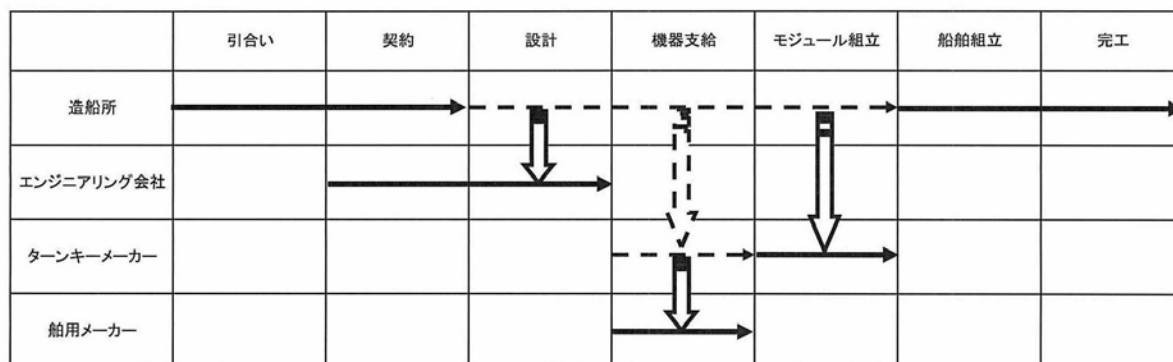 引合い
契約
設計
機器支給
モジュール組立
船舶組立
完工
造船所
エンジニアリング会社
ターンキーメーカー
舶用メーカー